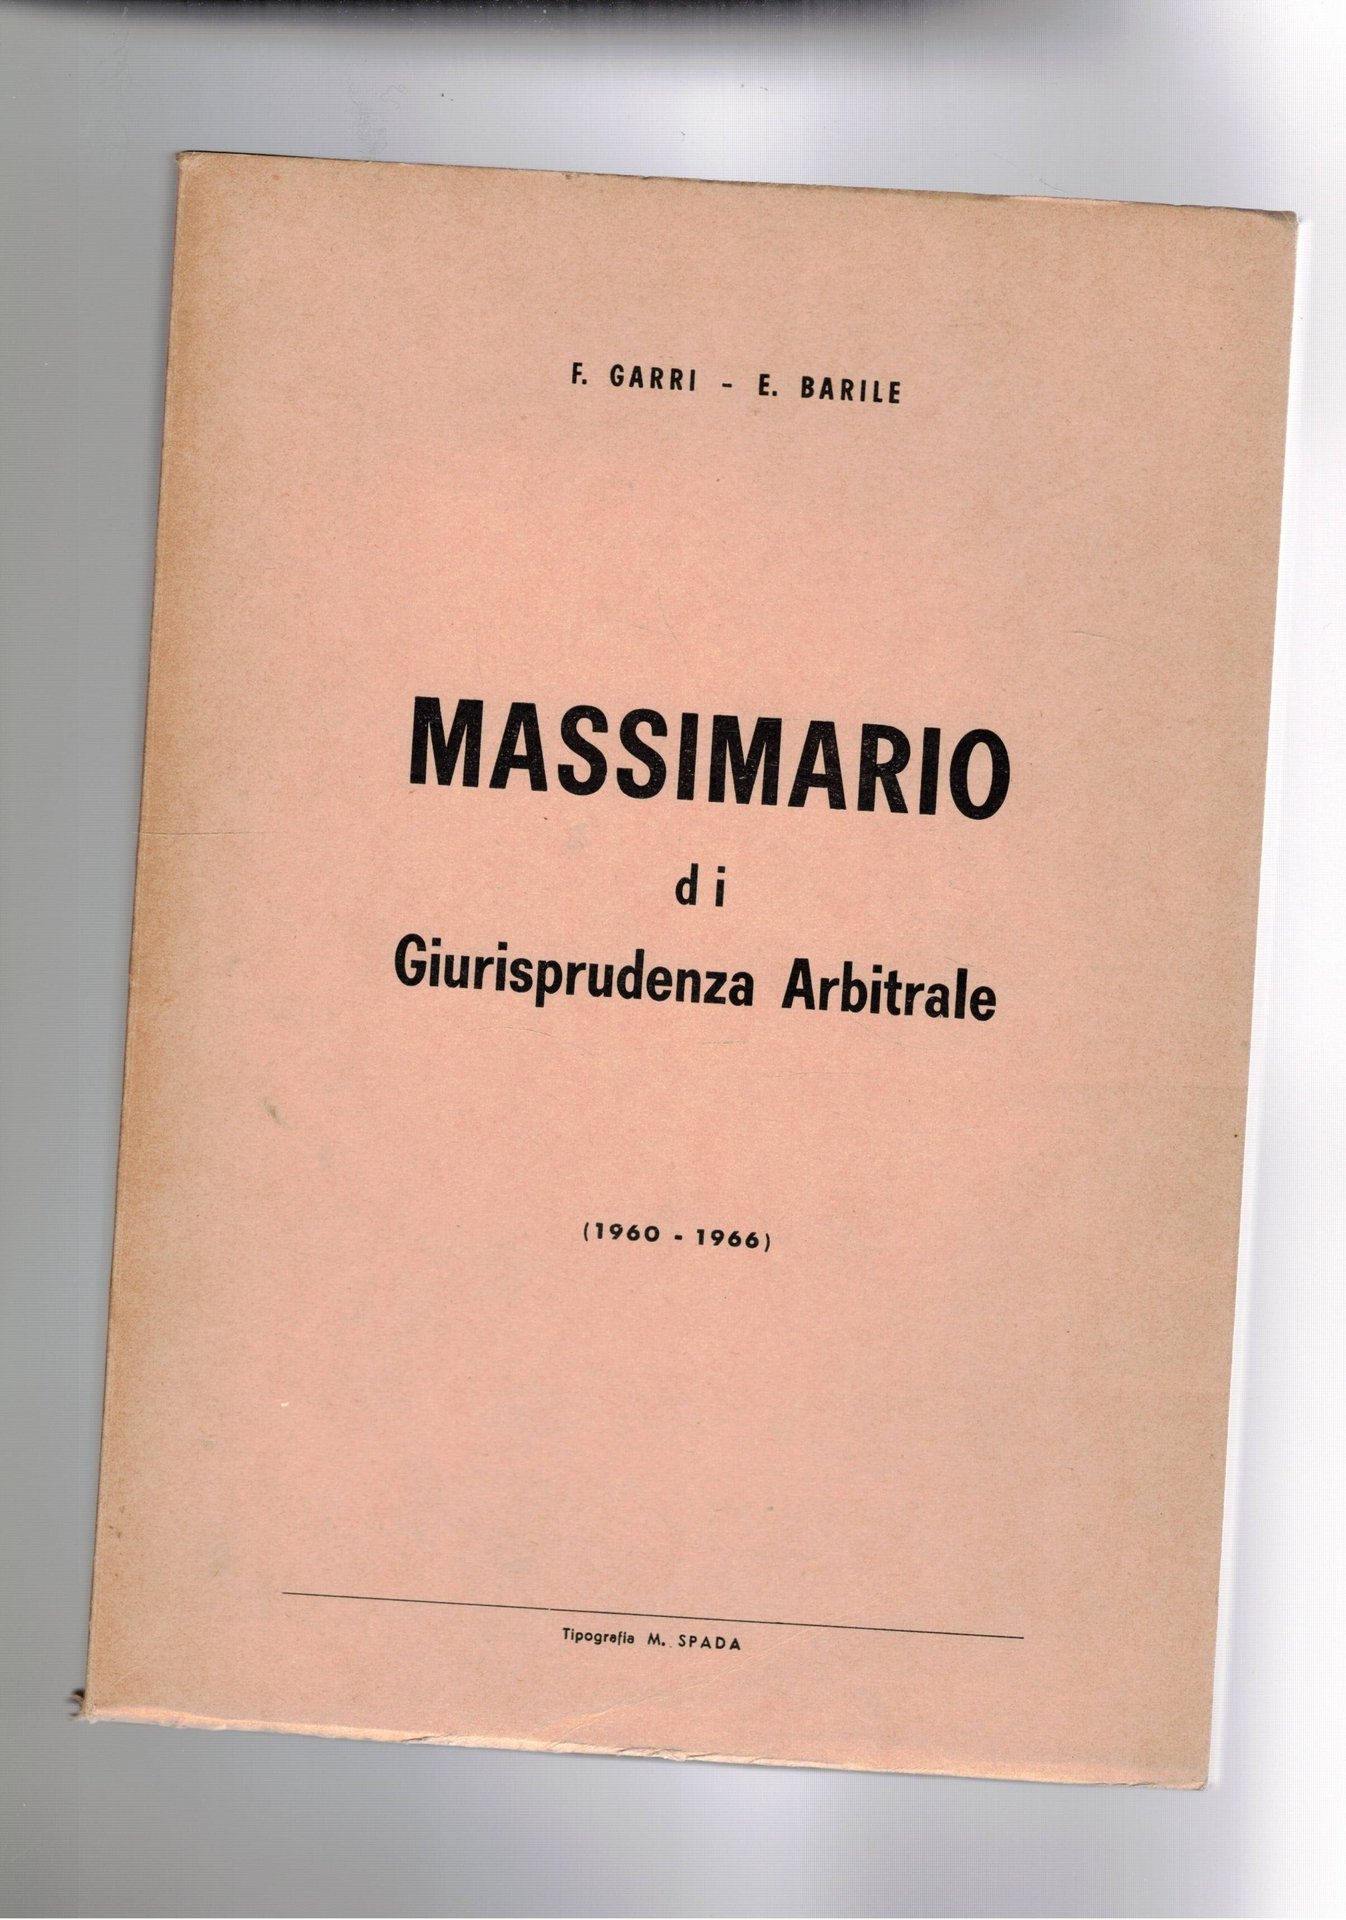 F. GARRI - E. BARILE
MASSIMARIO
di
Giurisprudenza Arbitrale
(1960 - 1966)
Tipografia M. SPADA